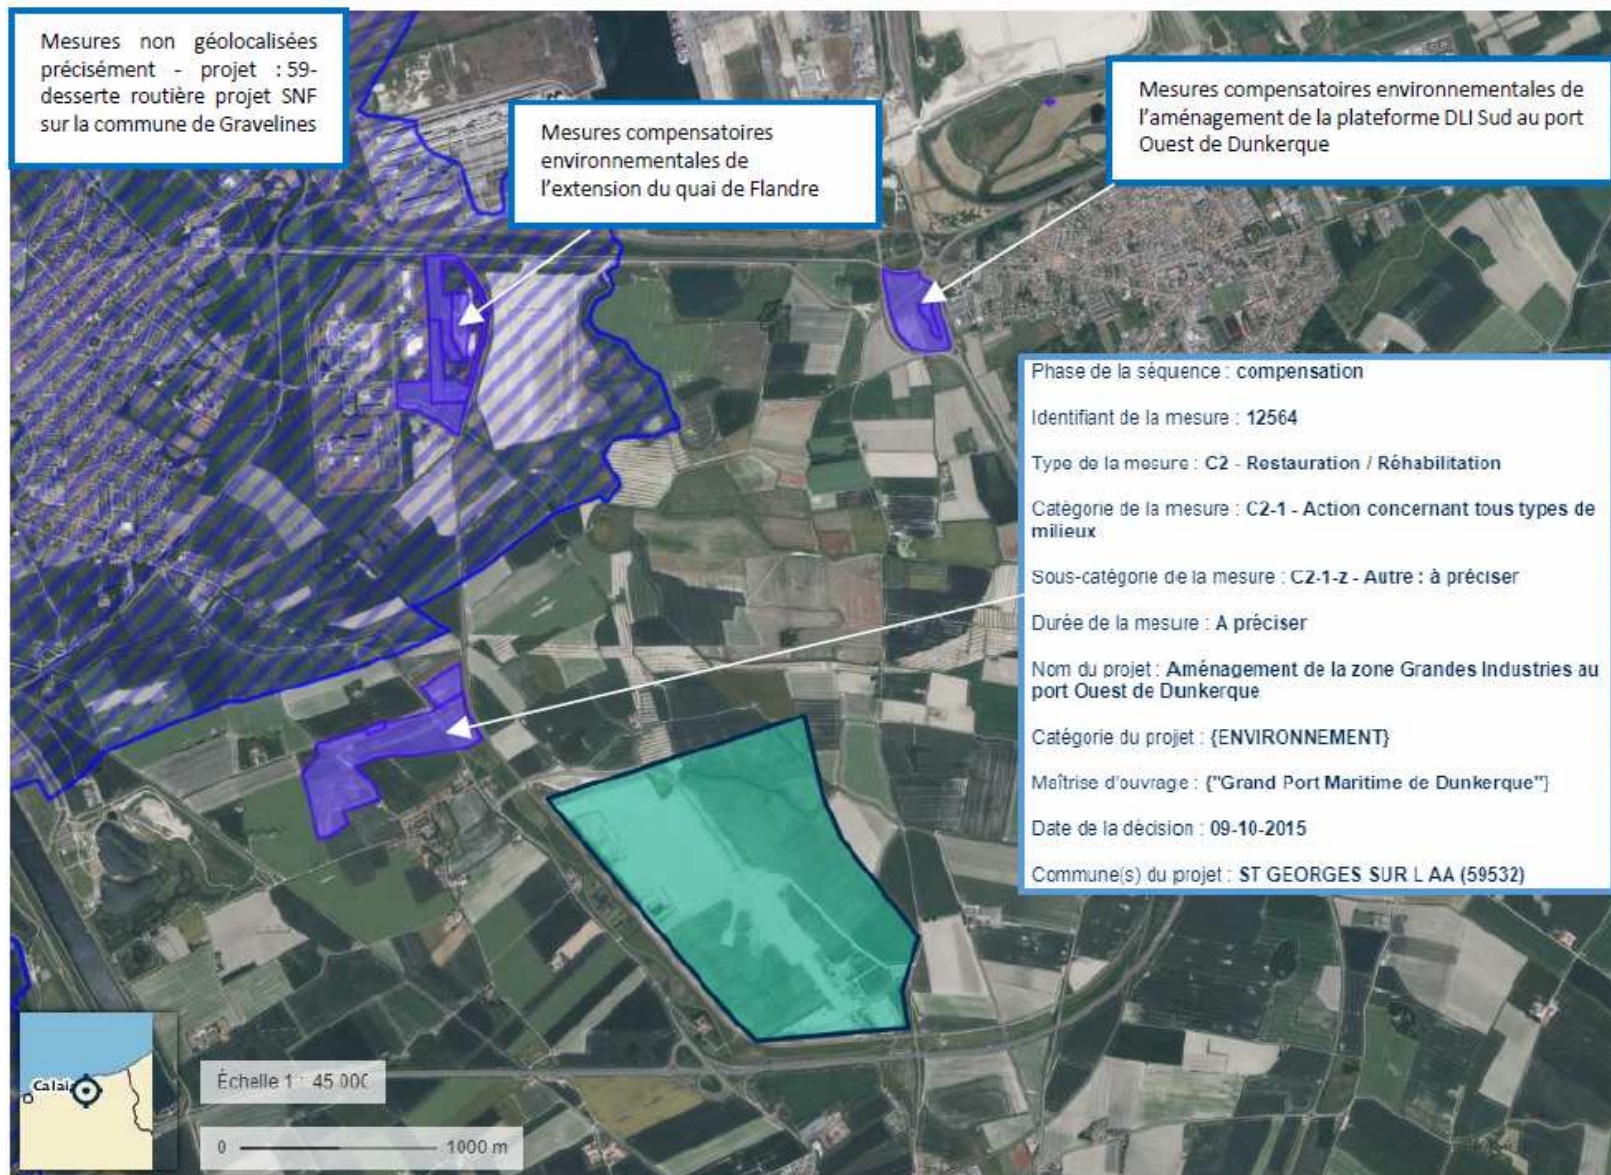 Mesures non géolocalisées
précisément - projet : 59-
desserte routière projet SNF
sur la commune de Gravelines
Mesures compensatoires
environnementales de
l'extension du quai de Flandre
Mesures compensatoires environnementales de
l'aménagement de la plateforme DLI Sud au port
Ouest de Dunkerque
Phase de la séquence : compensation
Identifiant de la mesure : 12564
Type de la mesure : C2 - Restauration / Réhabilitation
Catégorie de la mesure : C2-1 - Action concernant tous types de
milieux
Sous-catégorie de la mesure : C2-1-z - Autre : à préciser
Durée de la mesure : A préciser
Nom du projet : Aménagement de la zone Grandes Industries au
port Ouest de Dunkerque
Catégorie du projet : {ENVIRONNEMENT}
Maîtrise d'ouvrage : {"Grand Port Maritime de Dunkerque"}
Date de la décision : 09-10-2015
Commune(s) du projet : ST GEORGES SUR L AA (59532)
Calais
Échelle 1 : 45 000
0 1000 m